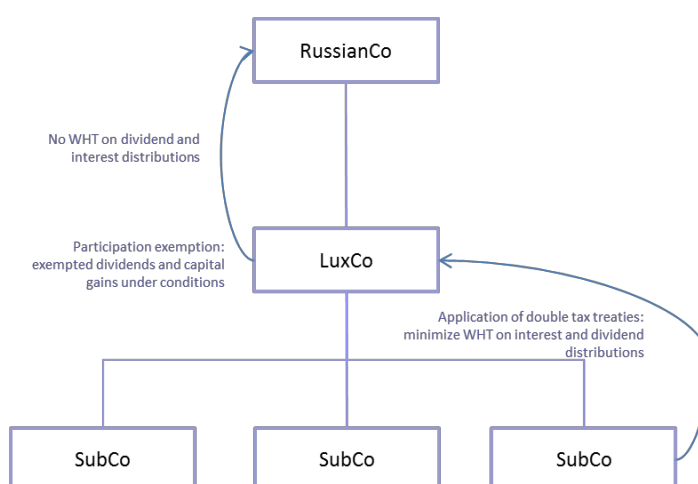 RussianCo
No WHT on dividend and
interest distributions
Participation exemption:
exempted dividends and capital
gains under conditions
LuxCo
Application of double tax treaties:
minimize WHT on interest and dividend
distributions
SubCo
SubCo
SubCo